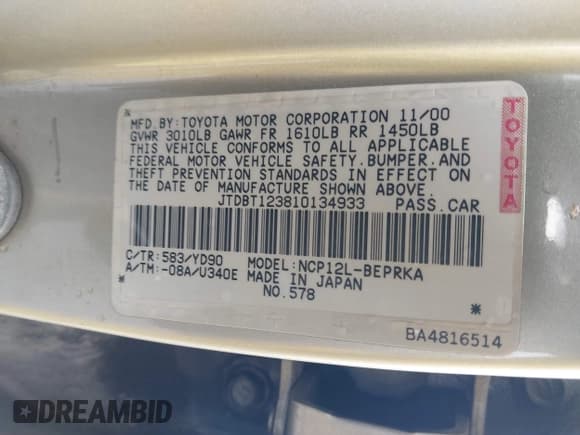 MFD BY:TOYOTA MOTOR CORPORATION 11/00
GVWR 3010LB GAWR FR 1610LB RR 1450LB
THIS VEHICLE CONFORMS TO ALL APPLICABLE
FEDERAL MOTOR VEHICLE SAFETY.BUMPER.AND
THEFT PREVENTION STANDARDS IN EFFECT ON
THE DATE OF MANUFACTURE SHOWN ABOVE.
JTDBT123810134933 PASS.CAR
C/TR:583/YD90 MODEL:NCP12L-BEPRKA
A/TM:-08A/U340E MADE IN JAPAN
NO.578
BA4816514
TOYOTA
DREAMBID